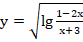 y = √(lg (1−2x)/(x+3))